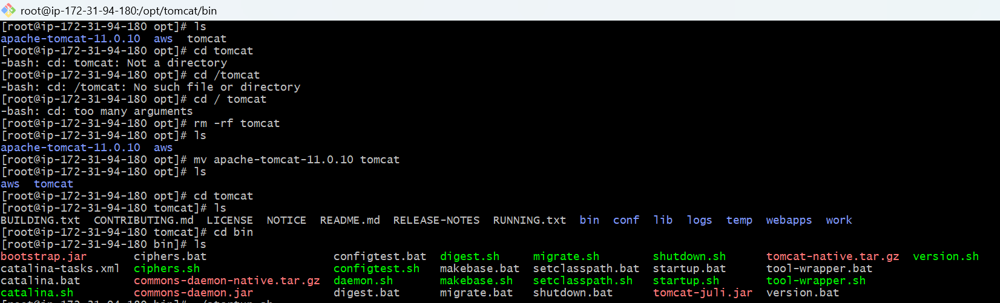 root@ip-172-31-94-180:/opt/tomcat/bin
[root@ip-172-31-94-180 opt]# ls
apache-tomcat-11.0.10  aws  tomcat
[root@ip-172-31-94-180 opt]# cd tomcat
-bash: cd: tomcat: Not a directory
[root@ip-172-31-94-180 opt]# cd /tomcat
-bash: cd: /tomcat: No such file or directory
[root@ip-172-31-94-180 opt]# cd / tomcat
-bash: cd: too many arguments
[root@ip-172-31-94-180 opt]# rm -rf tomcat
[root@ip-172-31-94-180 opt]# ls
apache-tomcat-11.0.10  aws
[root@ip-172-31-94-180 opt]# mv apache-tomcat-11.0.10 tomcat
[root@ip-172-31-94-180 opt]# ls
aws  tomcat
[root@ip-172-31-94-180 opt]# cd tomcat
[root@ip-172-31-94-180 tomcat]# ls
BUILDING.txt  CONTRIBUTING.md  LICENSE  NOTICE  README.md  RELEASE-NOTES  RUNNING.txt  bin  conf  lib  logs  temp  webapps  work
[root@ip-172-31-94-180 tomcat]# cd bin
[root@ip-172-31-94-180 bin]# ls
bootstrap.jar       ciphers.bat                   configtest.bat  digest.sh    migrate.sh       shutdown.sh      tomcat-native.tar.gz  version.sh
catalina-tasks.xml  ciphers.sh                    configtest.sh   makebase.bat  setclasspath.bat  startup.bat      tool-wrapper.bat
catalina.bat        commons-daemon-native.tar.gz  daemon.sh       makebase.sh   setclasspath.sh   startup.sh       tool-wrapper.sh
catalina.sh         commons-daemon.jar            digest.bat      migrate.bat   shutdown.bat      tomcat-juli.jar  version.bat